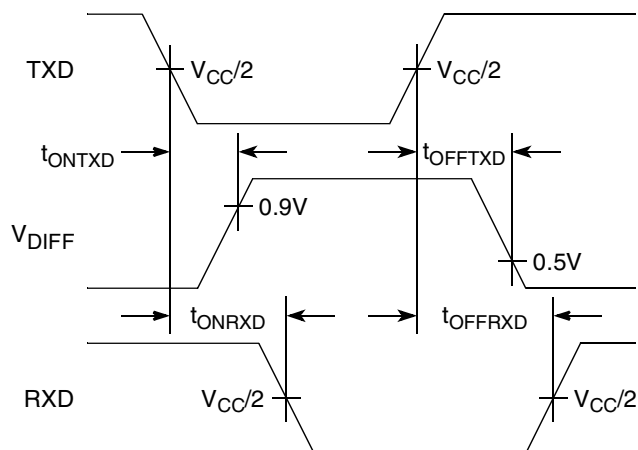 TXD
V_CC/2
V_CC/2
t_ONTXD
t_OFFTXD
V_DIFF
0.9V
0.5V
t_ONRXD
t_OFFRXD
RXD
V_CC/2
V_CC/2